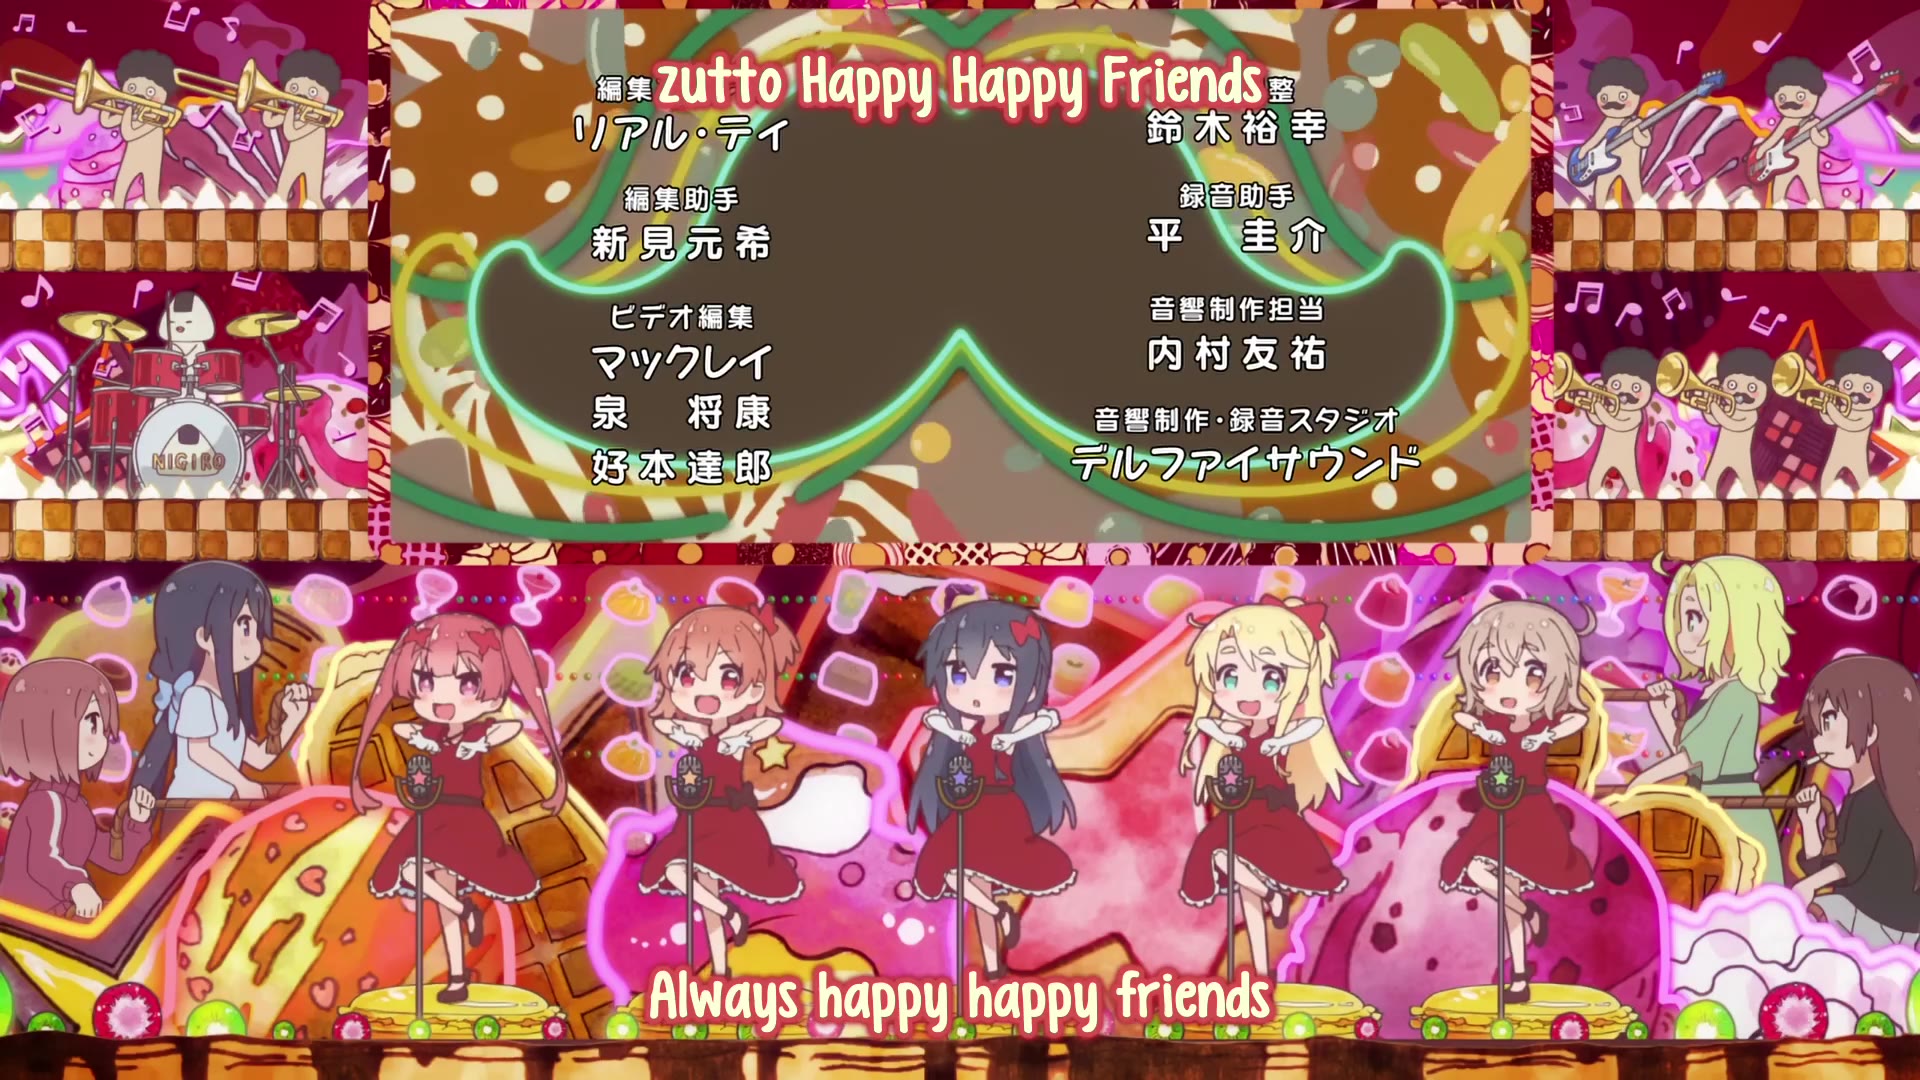 zutto Happy Happy Friends
編集
リアル・ティ
編集助手
新見元希
ビデオ編集
マックレイ
泉 将康
好本達郎
整
鈴木裕幸
録音助手
平 圭介
音響制作担当
内村友祐
音響制作・録音スタジオ
デルファイサウンド
NIGIRO
Always happy happy friends